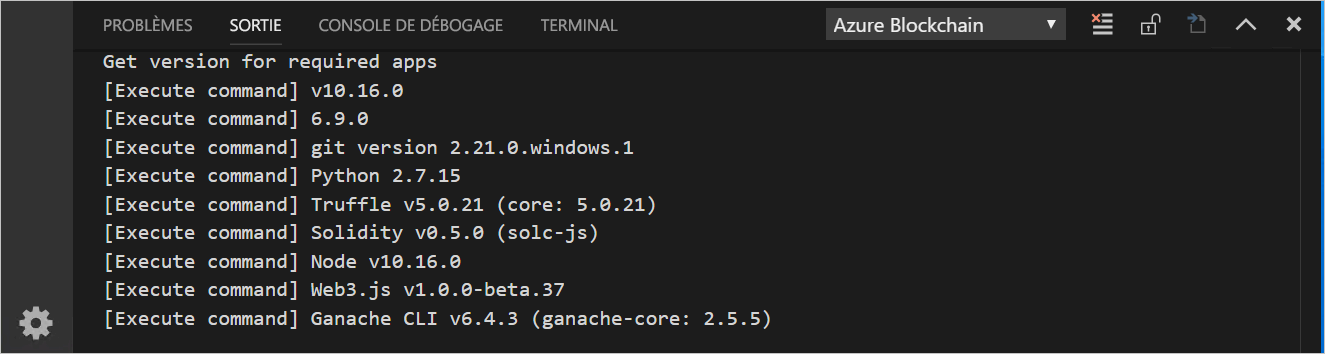 PROBLÈMES SORTIE CONSOLE DE DÉBOGAGE TERMINAL Azure Blockchain
Get version for required apps
[Execute command] v10.16.0
[Execute command] 6.9.0
[Execute command] git version 2.21.0.windows.1
[Execute command] Python 2.7.15
[Execute command] Truffle v5.0.21 (core: 5.0.21)
[Execute command] Solidity v0.5.0 (solc-js)
[Execute command] Node v10.16.0
[Execute command] Web3.js v1.0.0-beta.37
[Execute command] Ganache CLI v6.4.3 (ganache-core: 2.5.5)